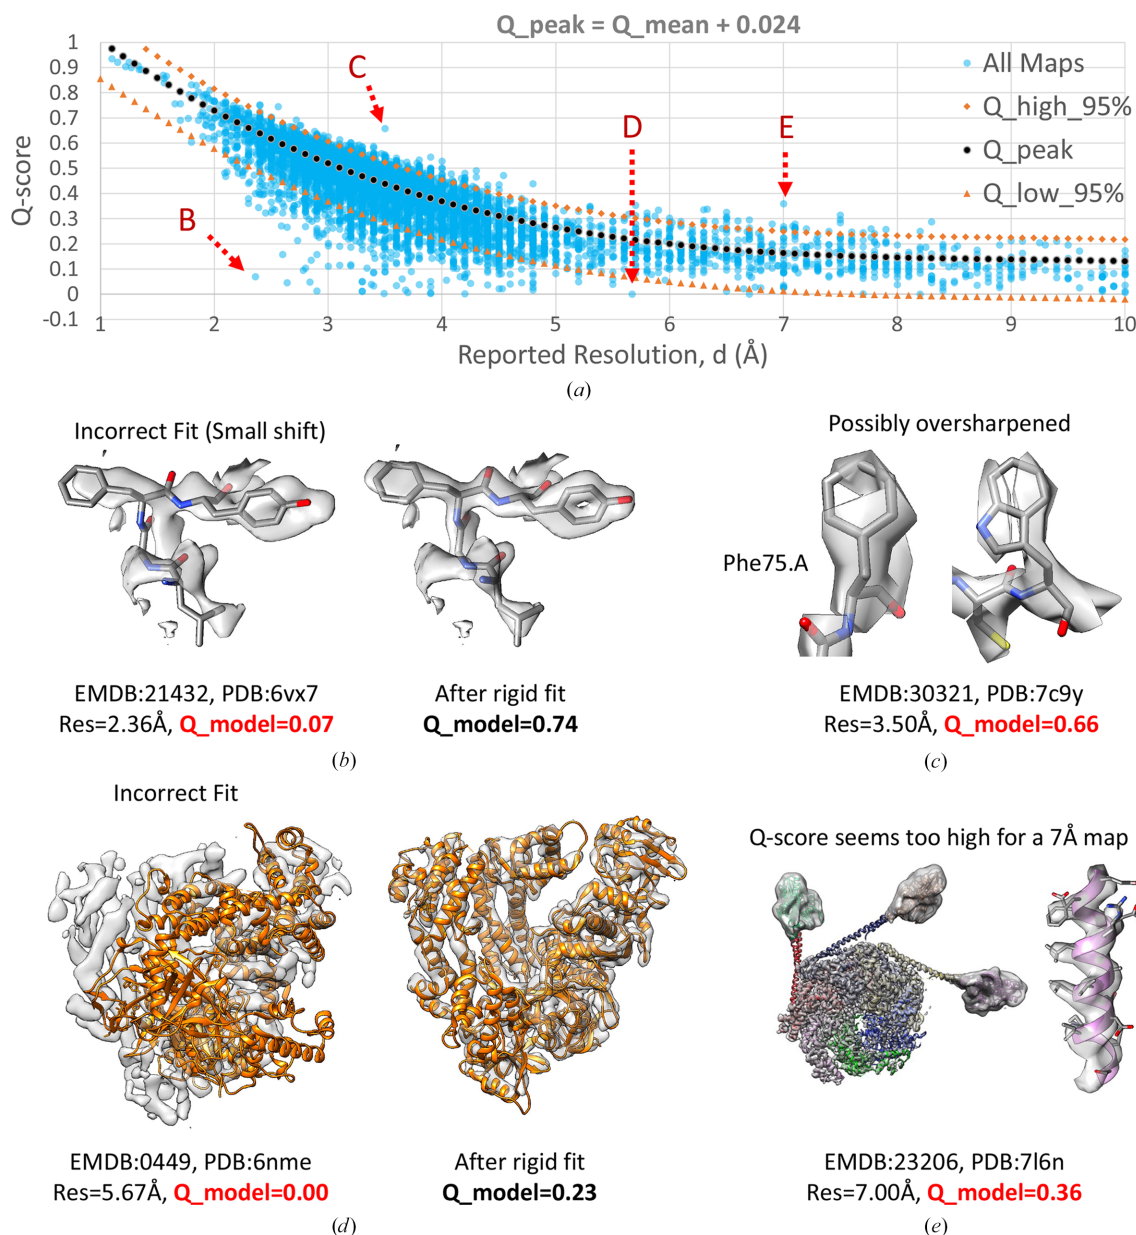 Q_peak = Q_mean + 0.024
Q-score
1
0.9
0.8
0.7
0.6
0.5
0.4
0.3
0.2
0.1
0
-0.1
B
C
D
E
All Maps
Q_high_95%
Q_peak
Q_low_95%
1 2 3 4 5 6 7 8 9 10
Reported Resolution, d (Å)
(a)
Incorrect Fit (Small shift)
EMDB:21432, PDB:6vx7
Res=2.36Å, Q_model=0.07
After rigid fit
Q_model=0.74
(b)
Possibly oversharpened
Phe75.A
EMDB:30321, PDB:7c9y
Res=3.50Å, Q_model=0.66
(c)
Incorrect Fit
EMDB:0449, PDB:6nme
Res=5.67Å, Q_model=0.00
After rigid fit
Q_model=0.23
(d)
Q-score seems too high for a 7Å map
EMDB:23206, PDB:7l6n
Res=7.00Å, Q_model=0.36
(e)